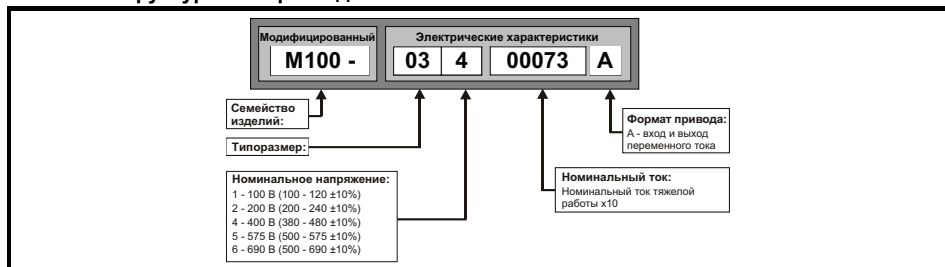 Модифицированный
Электрические характеристики
M100 -
03 4 00073 A
Семейство
изделий:
Типоразмер:
Номинальное напряжение:
1 - 100 В (100 - 120 ±10%)
2 - 200 В (200 - 240 ±10%)
4 - 400 В (380 - 480 ±10%)
5 - 575 В (500 - 575 ±10%)
6 - 690 В (500 - 690 ±10%)
Формат привода:
А - вход и выход
переменного тока
Номинальный ток:
Номинальный ток тяжелой
работы x10